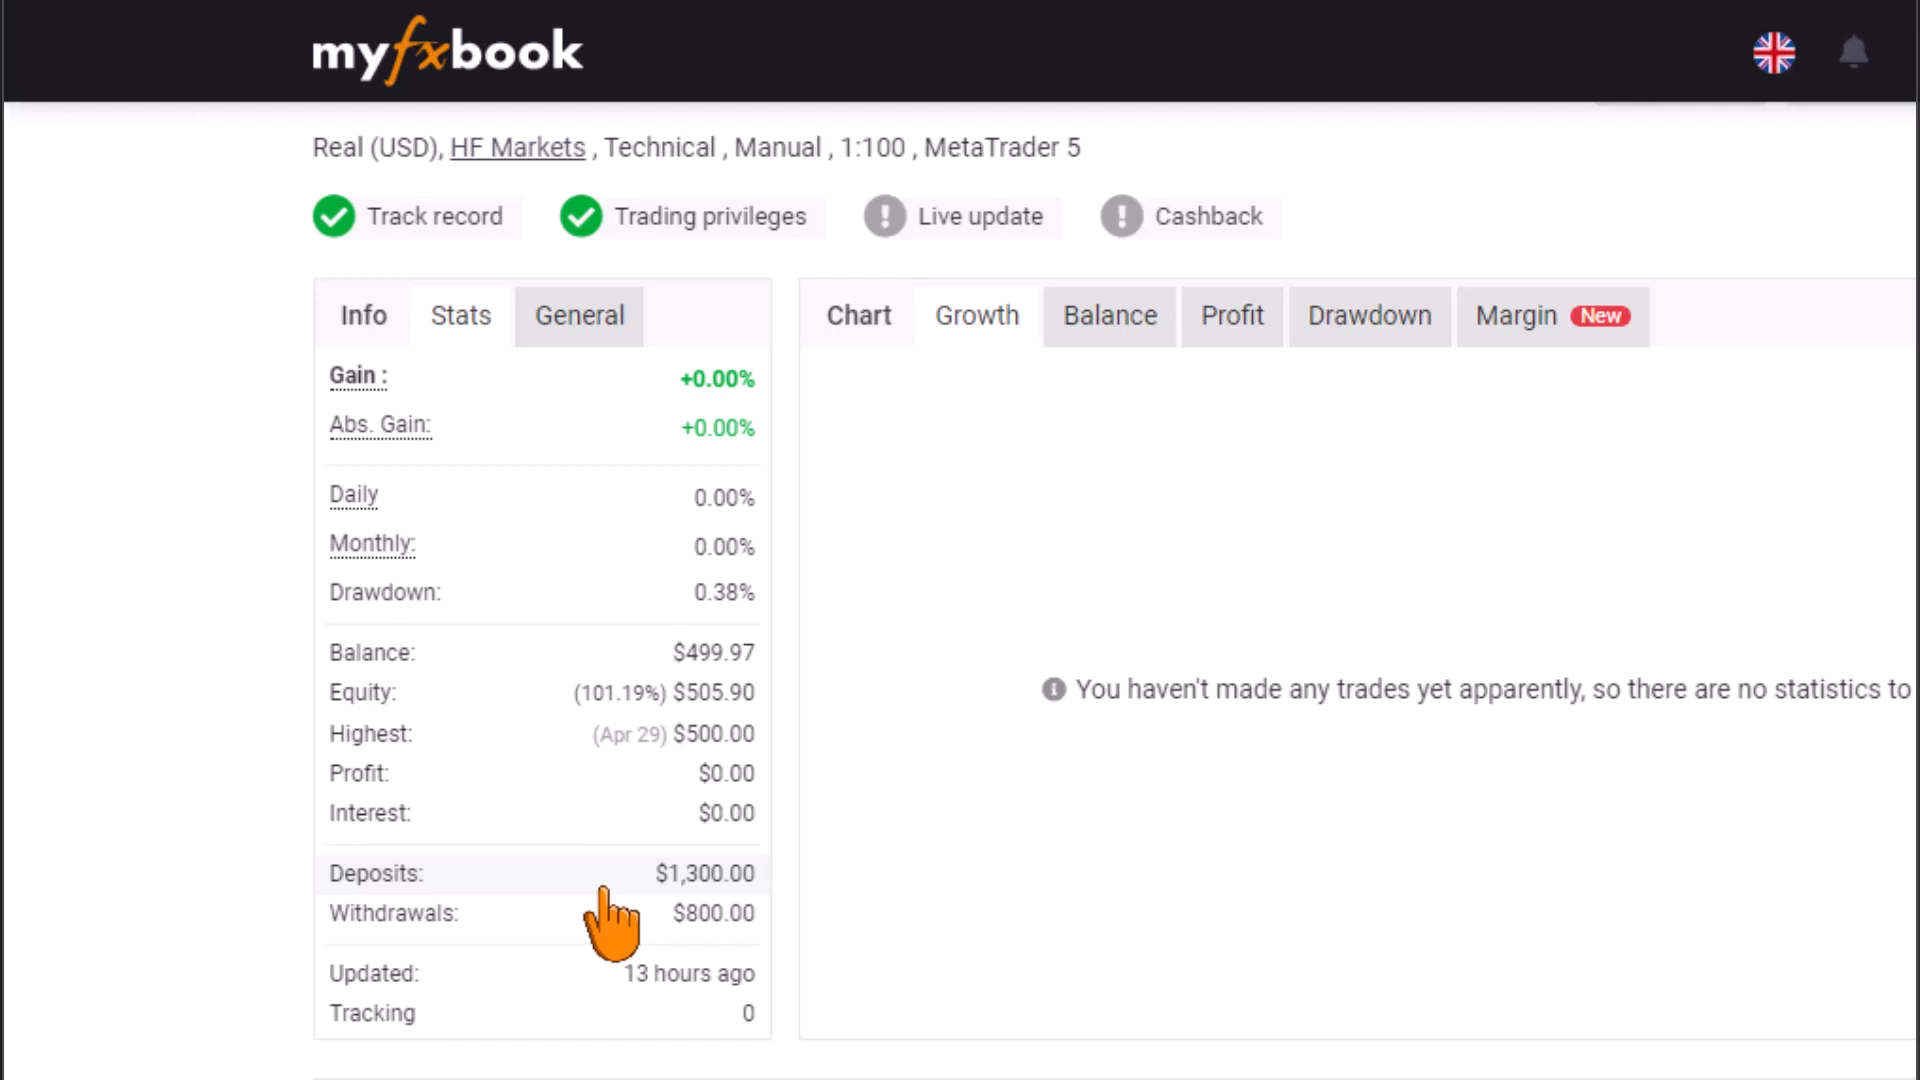 myfxbook
Real (USD), HF Markets , Technical , Manual , 1:100 , MetaTrader 5
Track record
Trading privileges
Live update
Cashback
Info Stats General
Gain : +0.00%
Abs. Gain: +0.00%
Daily 0.00%
Monthly: 0.00%
Drawdown: 0.38%
Balance: $499.97
Equity: (101.19%) $505.90
Highest: (Apr 29) $500.00
Profit: $0.00
Interest: $0.00
Deposits: $1,300.00
Withdrawals: $800.00
Updated: 13 hours ago
Tracking 0
Chart Growth Balance Profit Drawdown Margin New
You haven't made any trades yet apparently, so there are no statistics to